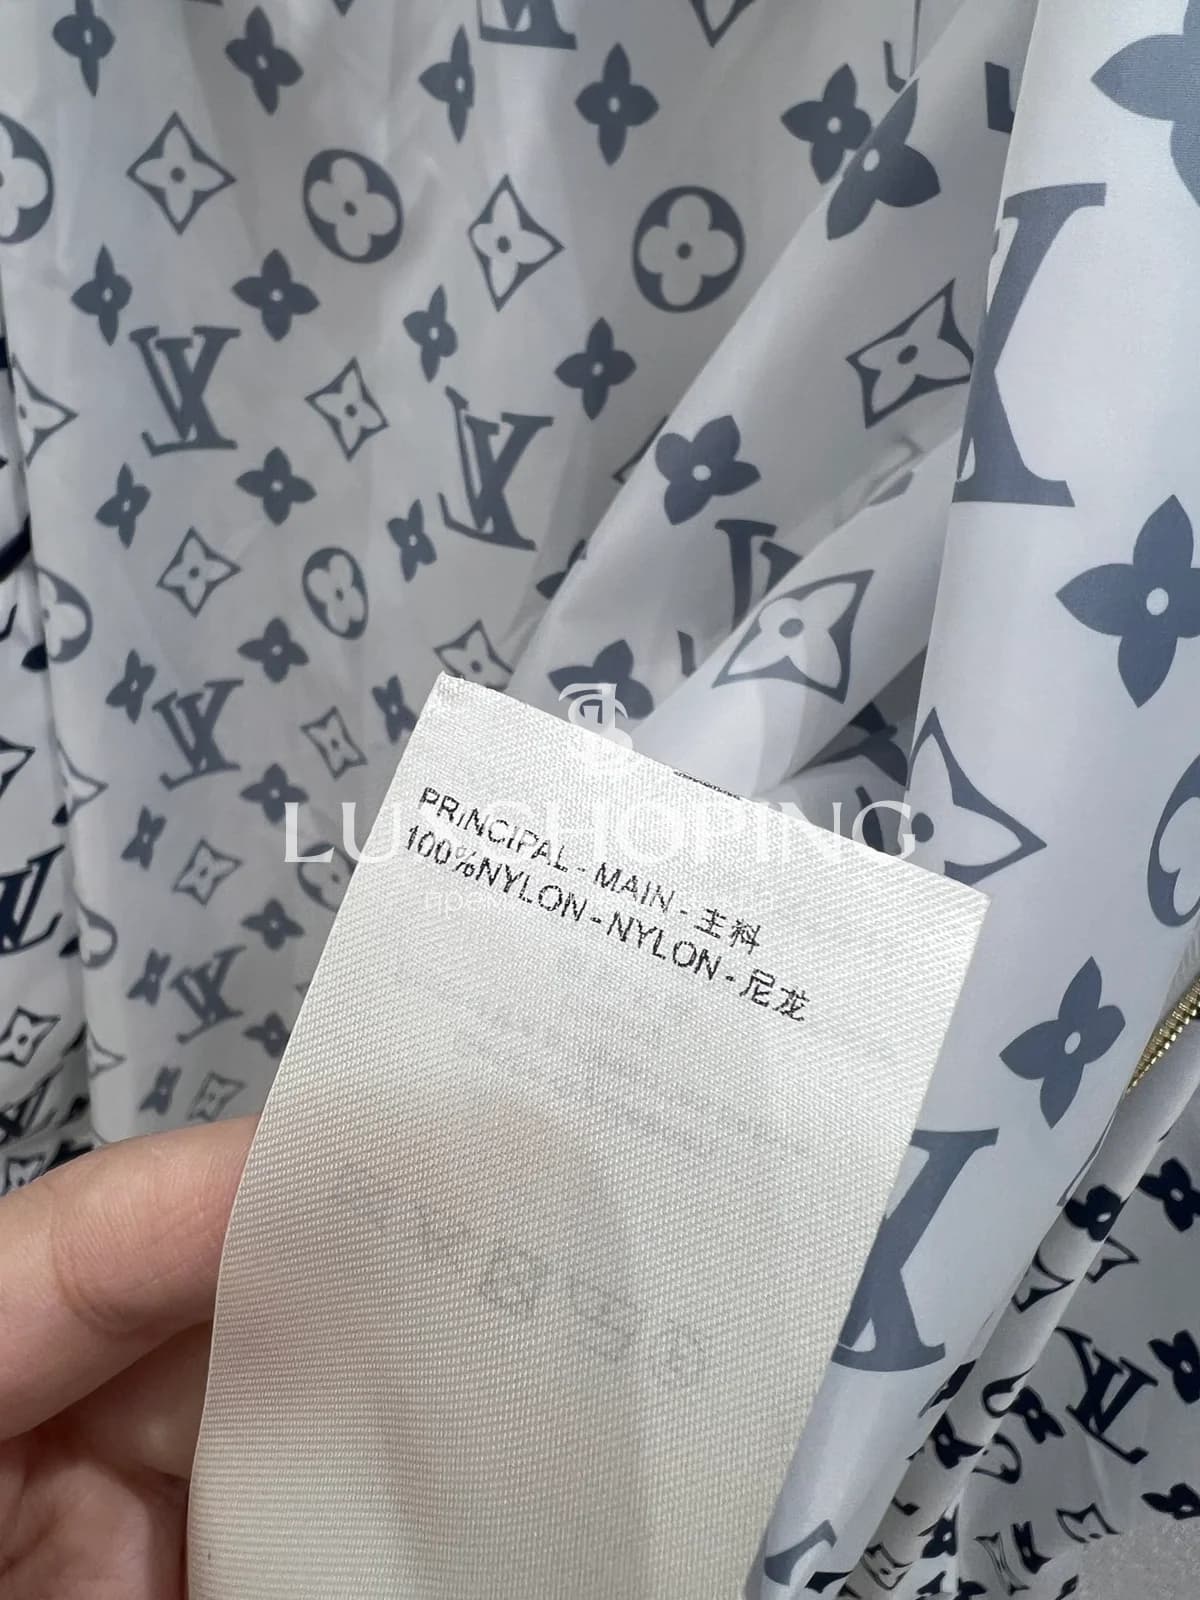 LUXSHOPING
PRiNCIPAL - MAIN - 主料
100%NYLON - NYLON - 尼龙